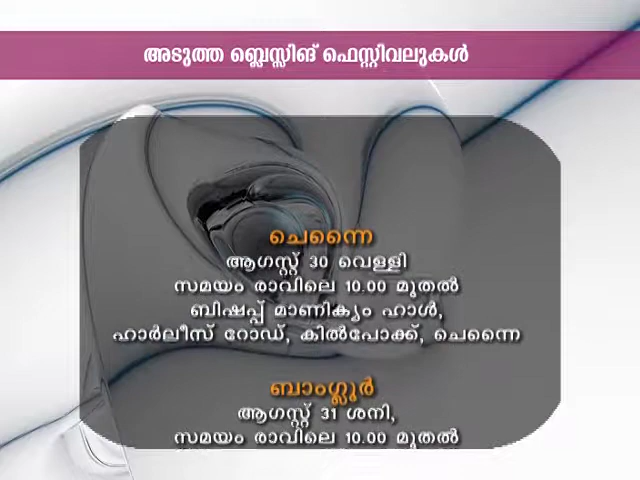 അടുത്ത ബ്ലെസ്സിങ് ഫെസ്റ്റിവലുകൾ
ചെന്നൈ
ആഗസ്റ്റ് 30 വെള്ളി
സമയം രാവിലെ 10.00 മുതൽ
ബിഷപ്പ് മാണിക്യം ഹാൾ,
ഹാർലീസ് റോഡ്, കിൽപോക്ക്, ചെന്നൈ
ബാംഗ്ലൂർ
ആഗസ്റ്റ് 31 ശനി,
സമയം രാവിലെ 10.00 മുതൽ